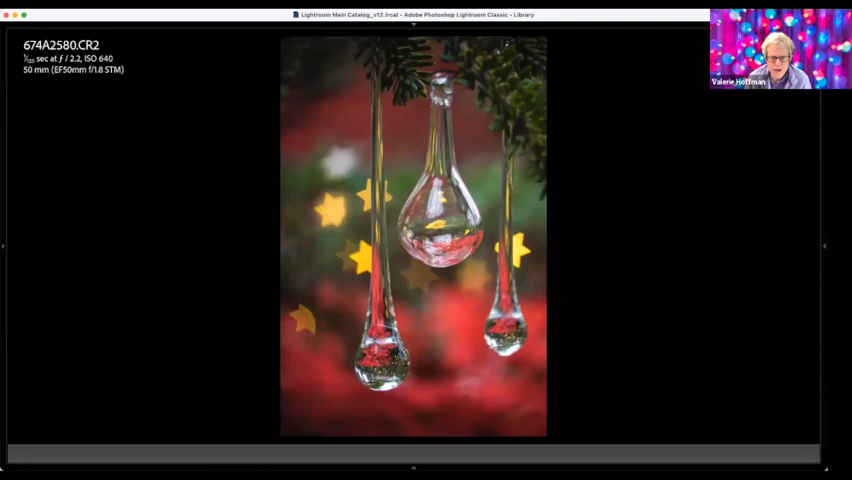 Lightroom Main Catalog_v12.lrcat - Adobe Photoshop Lightroom Classic - Library
674A2580.CR2
1/125 sec at ƒ / 2.2, ISO 640
50 mm (EF50mm f/1.8 STM)
Valerie Hoffman